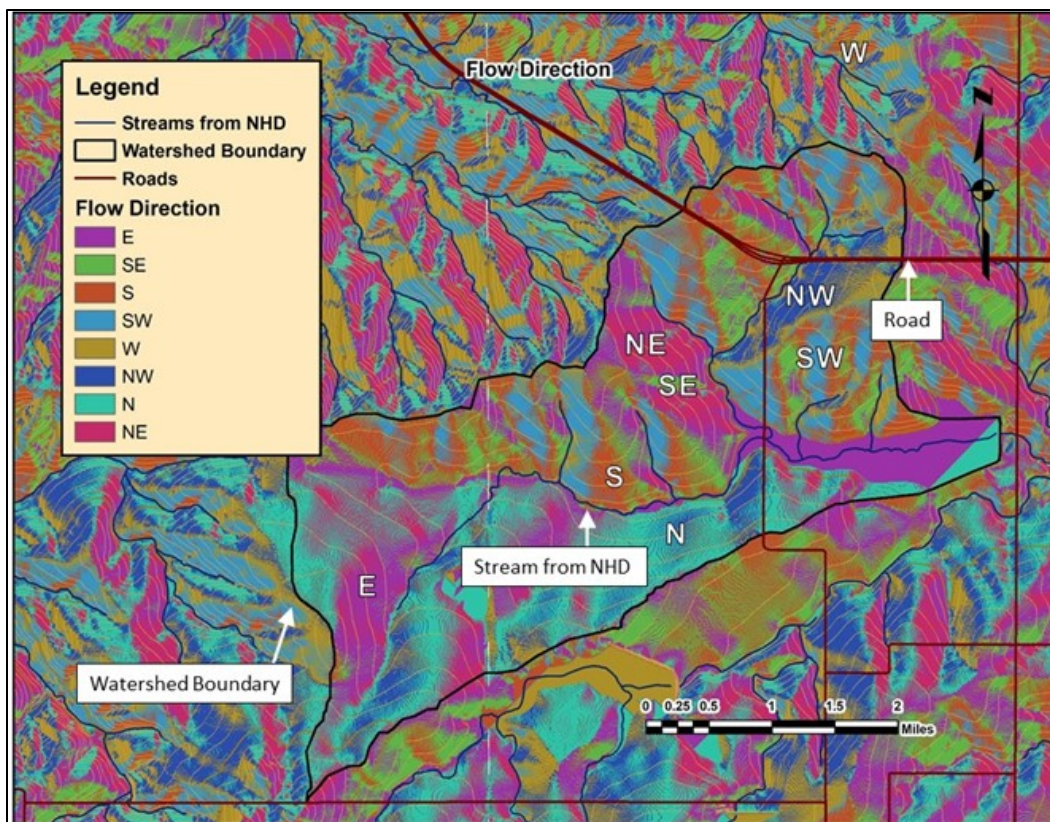 Legend
Streams from NHD
Watershed Boundary
Roads
Flow Direction
E
SE
S
SW
W
NW
N
NE
Flow Direction
W
N
NW
Road
NE
SW
SE
S
N
Stream from NHD
E
Watershed Boundary
0 0.25 0.5 1 1.5 2
Miles